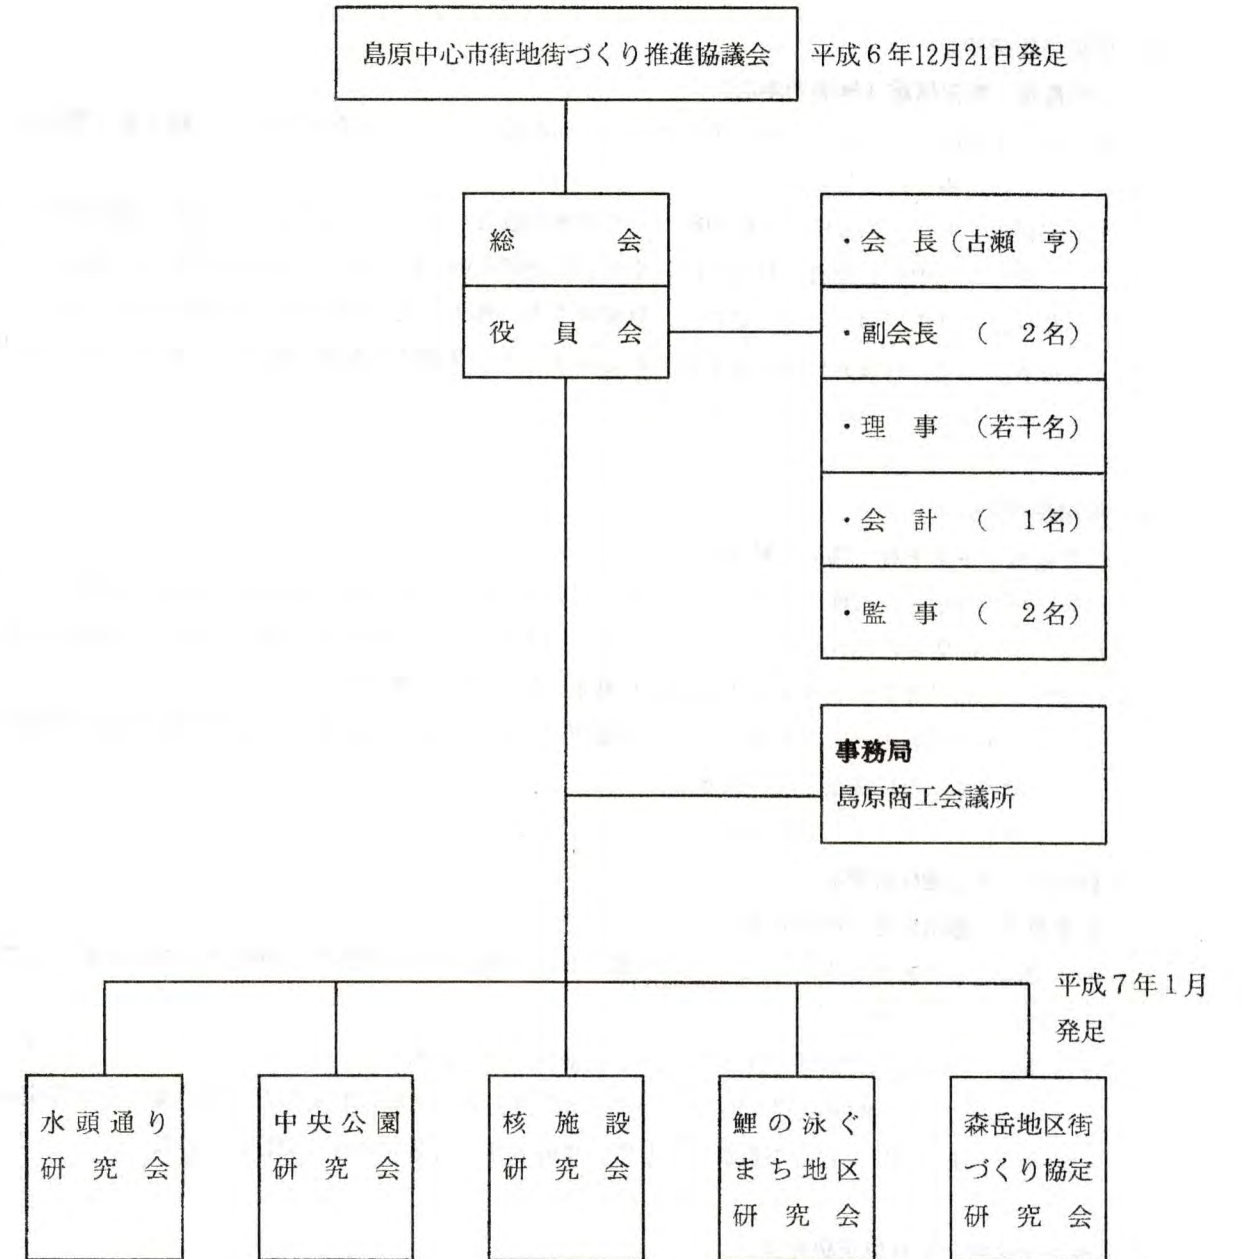 島原中心市街地街づくり推進協議会 平成6年12月21日発足
総会
役員会
・会長(古瀬 亨)
・副会長 ( 2名)
・理事 (若干名)
・会計 ( 1名)
・監事 ( 2名)
事務局
島原商工会議所
平成7年1月
発足
水頭通り
研究会
中央公園
研究会
核施設
研究会
鯉の泳ぐ
まち地区
研究会
森岳地区街
づくり協定
研究会